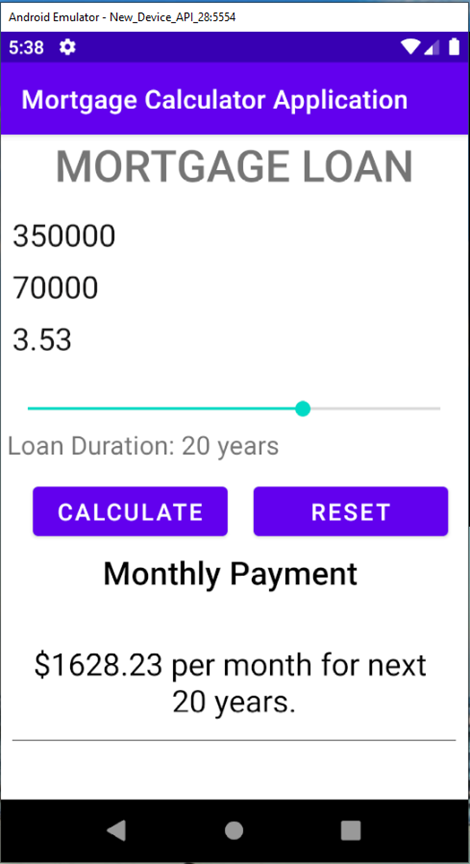 Android Emulator - New_Device_API_28:5554
5:38
Mortgage Calculator Application
MORTGAGE LOAN
350000
70000
3.53
Loan Duration: 20 years
CALCULATE RESET
Monthly Payment
$1628.23 per month for next
20 years.